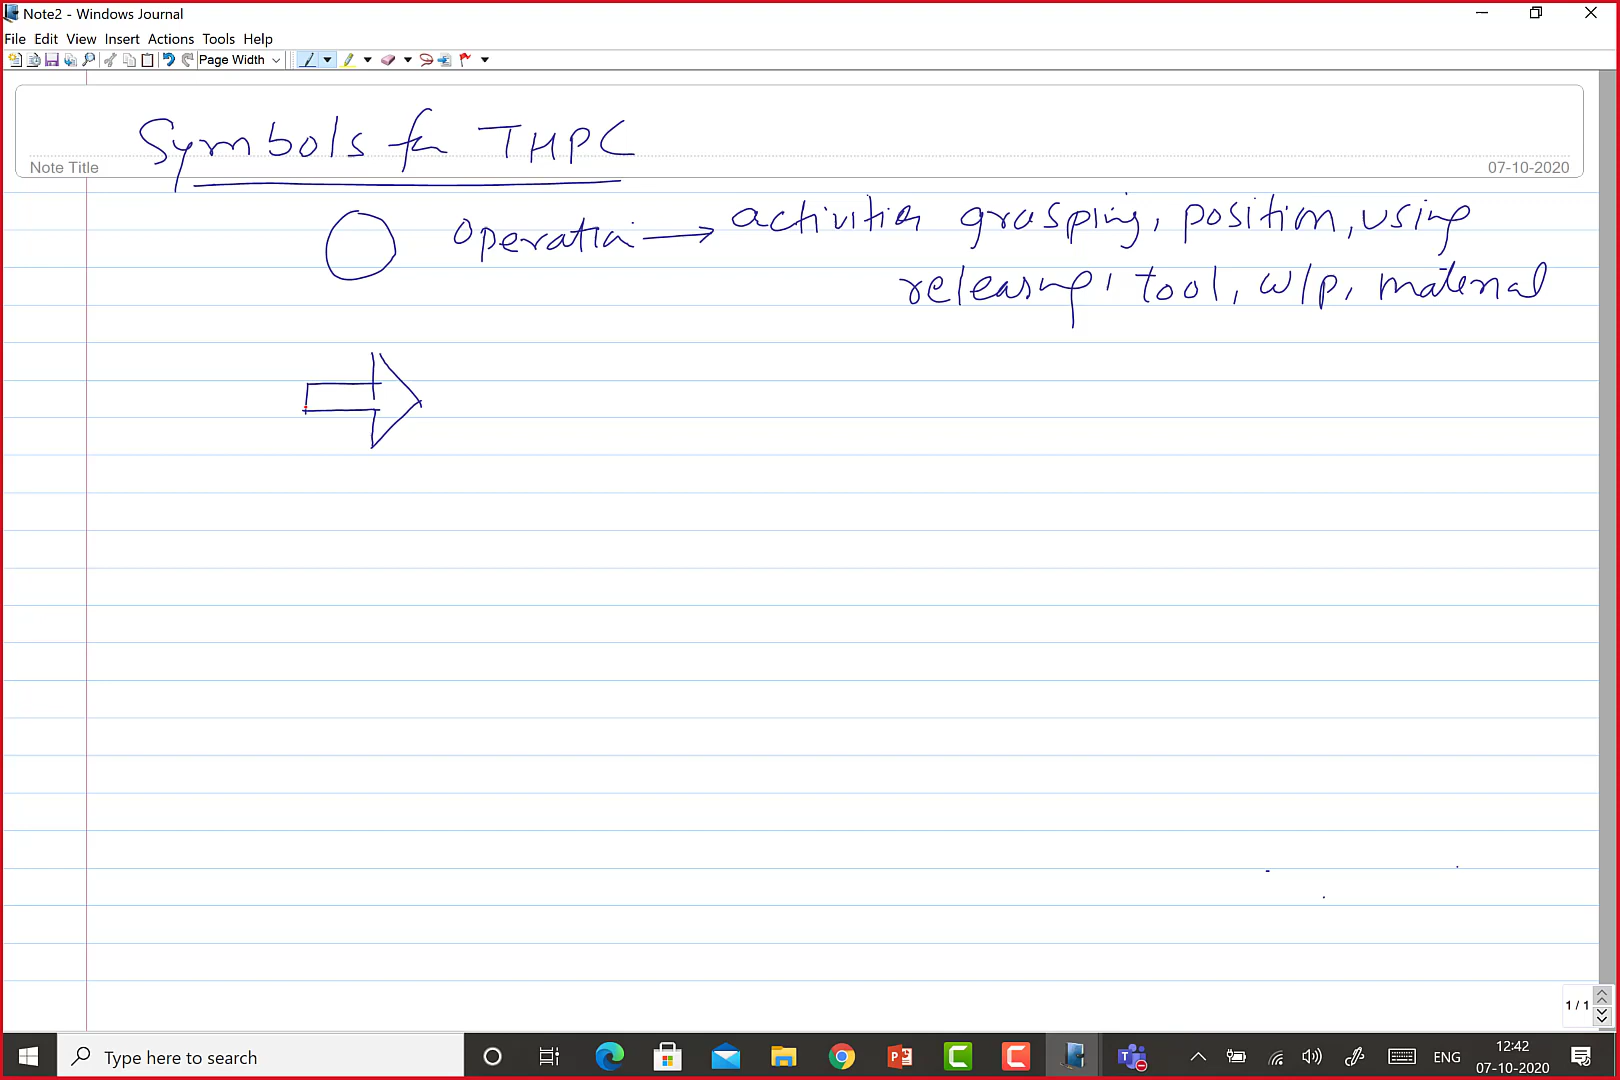 Note2 - Windows Journal
File Edit View Insert Actions Tools Help
Page Width
Symbols for THPC
Note Title
07-10-2020
Operation → activities grasping, position, using
releasing, tool, w/p, material
1 / 1
Type here to search
ENG
12:42
07-10-2020